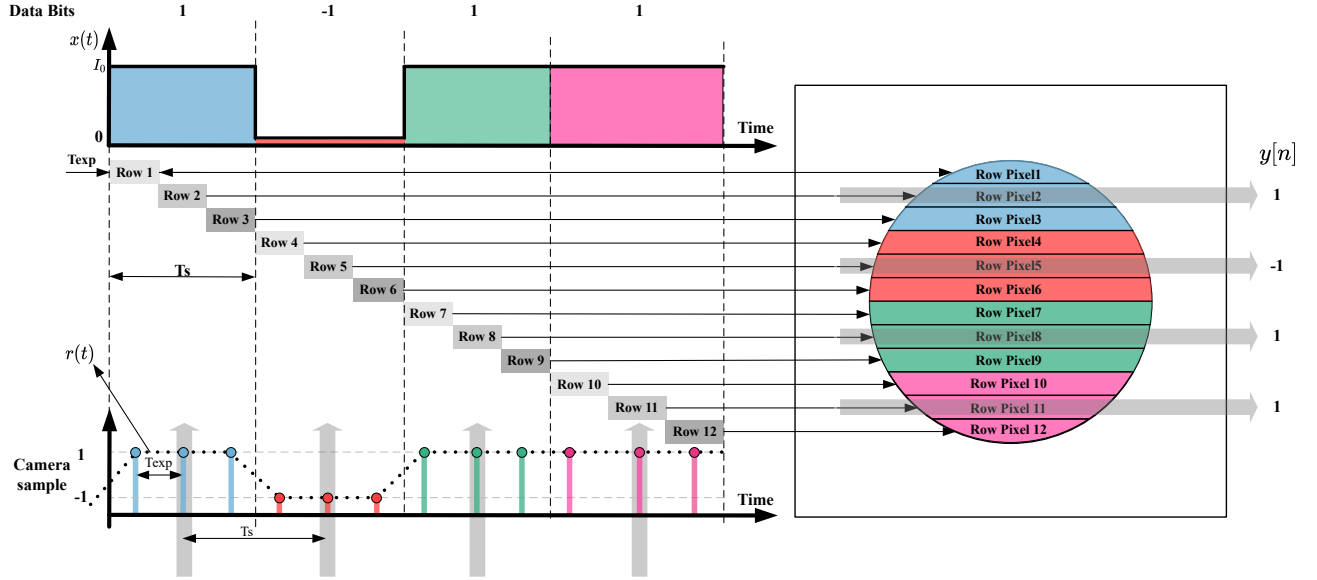 Data Bits 1 -1 1 1
x(t)
I₀
0
Time
y[n]
Texp
Row 1
Row 2
Row 3
Row 4
Row 5
Row 6
Row 7
Row 8
Row 9
Row 10
Row 11
Row 12
Ts
Row Pixel1
Row Pixel2
Row Pixel3
Row Pixel4
Row Pixel5
Row Pixel6
Row Pixel7
Row Pixel8
Row Pixel9
Row Pixel 10
Row Pixel 11
Row Pixel 12
1
-1
1
1
r(t)
1
Camera
sample
-1
Texp
Time
Ts